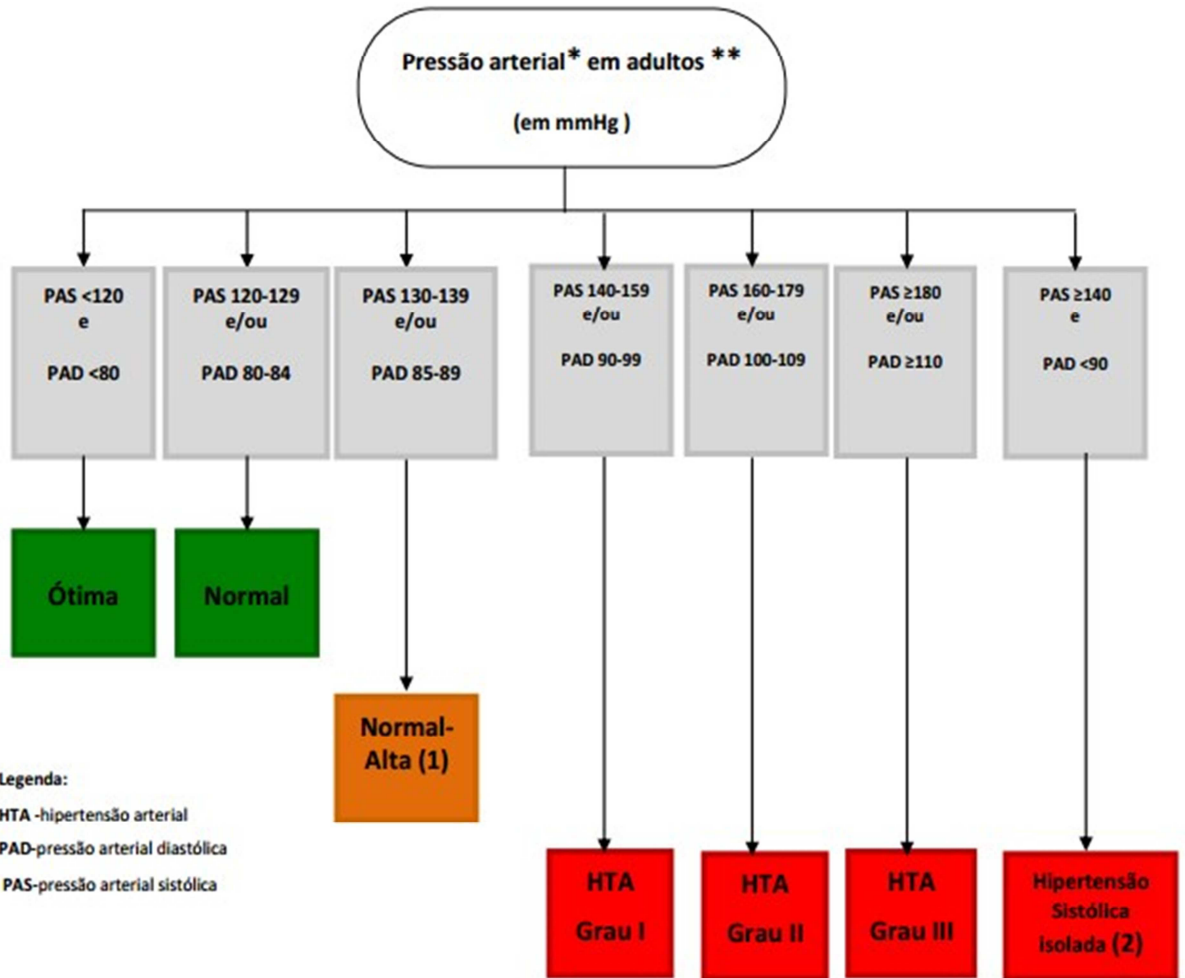 Pressão arterial* em adultos **
(em mmHg )
PAS <120
e
PAD <80
PAS 120-129
e/ou
PAD 80-84
PAS 130-139
e/ou
PAD 85-89
PAS 140-159
e/ou
PAD 90-99
PAS 160-179
e/ou
PAD 100-109
PAS ≥180
e/ou
PAD ≥110
PAS ≥140
e
PAD <90
Ótima
Normal
Normal-
Alta (1)
Legenda:
HTA -hipertensão arterial
PAD-pressão arterial diastólica
PAS-pressão arterial sistólica
HTA
Grau I
HTA
Grau II
HTA
Grau III
Hipertensão
Sistólica
isolada (2)